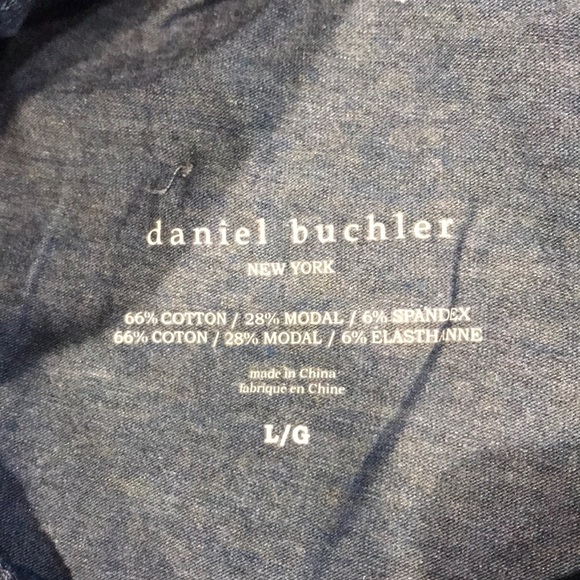 daniel buchler
NEW YORK
66% COTTON / 28% MODAL / 6% SPANDEX
66% COTON / 28% MODAL / 6% ÉLASTHANNE
made in China
fabriqué en Chine
L/G